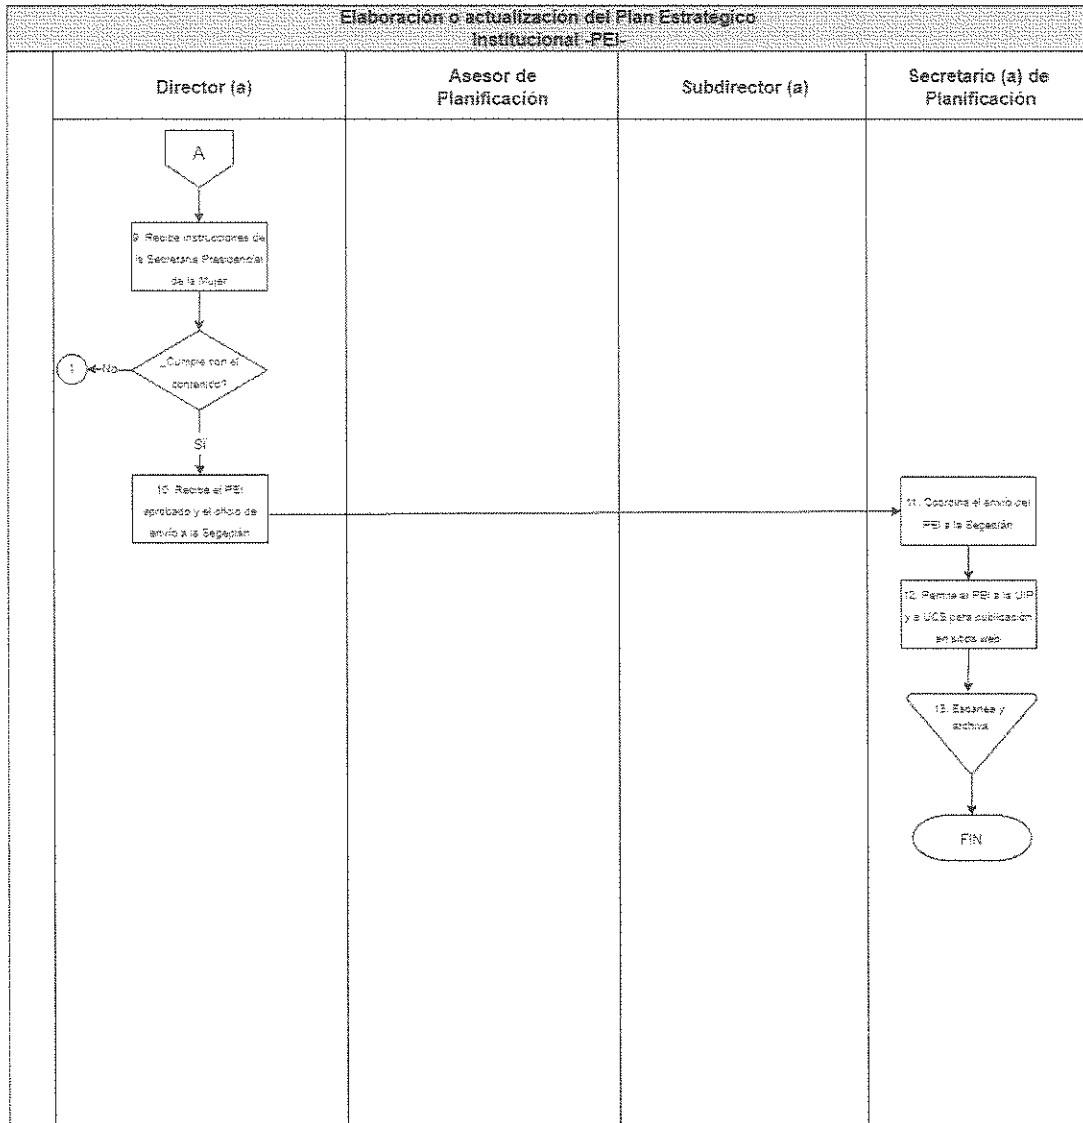 Elaboración o actualización del Plan Estratégico
Institucional -PEI-
Director (a)
Asesor de
Planificación
Subdirector (a)
Secretario (a) de
Planificación
A
9. Recibe instrucciones de
la Secretaria Presidencial
de la Mujer
¿Cumple con el
contenido?
No
1
Sí
10. Recibe el PEI
aprobado y el oficio de
envío a la Segeplán
11. Coordina el envío del
PEI a la Segeplán
12. Remite el PEI a la UIP
y a UCS para publicación
en sitios web
13. Escanea y
archiva
FIN